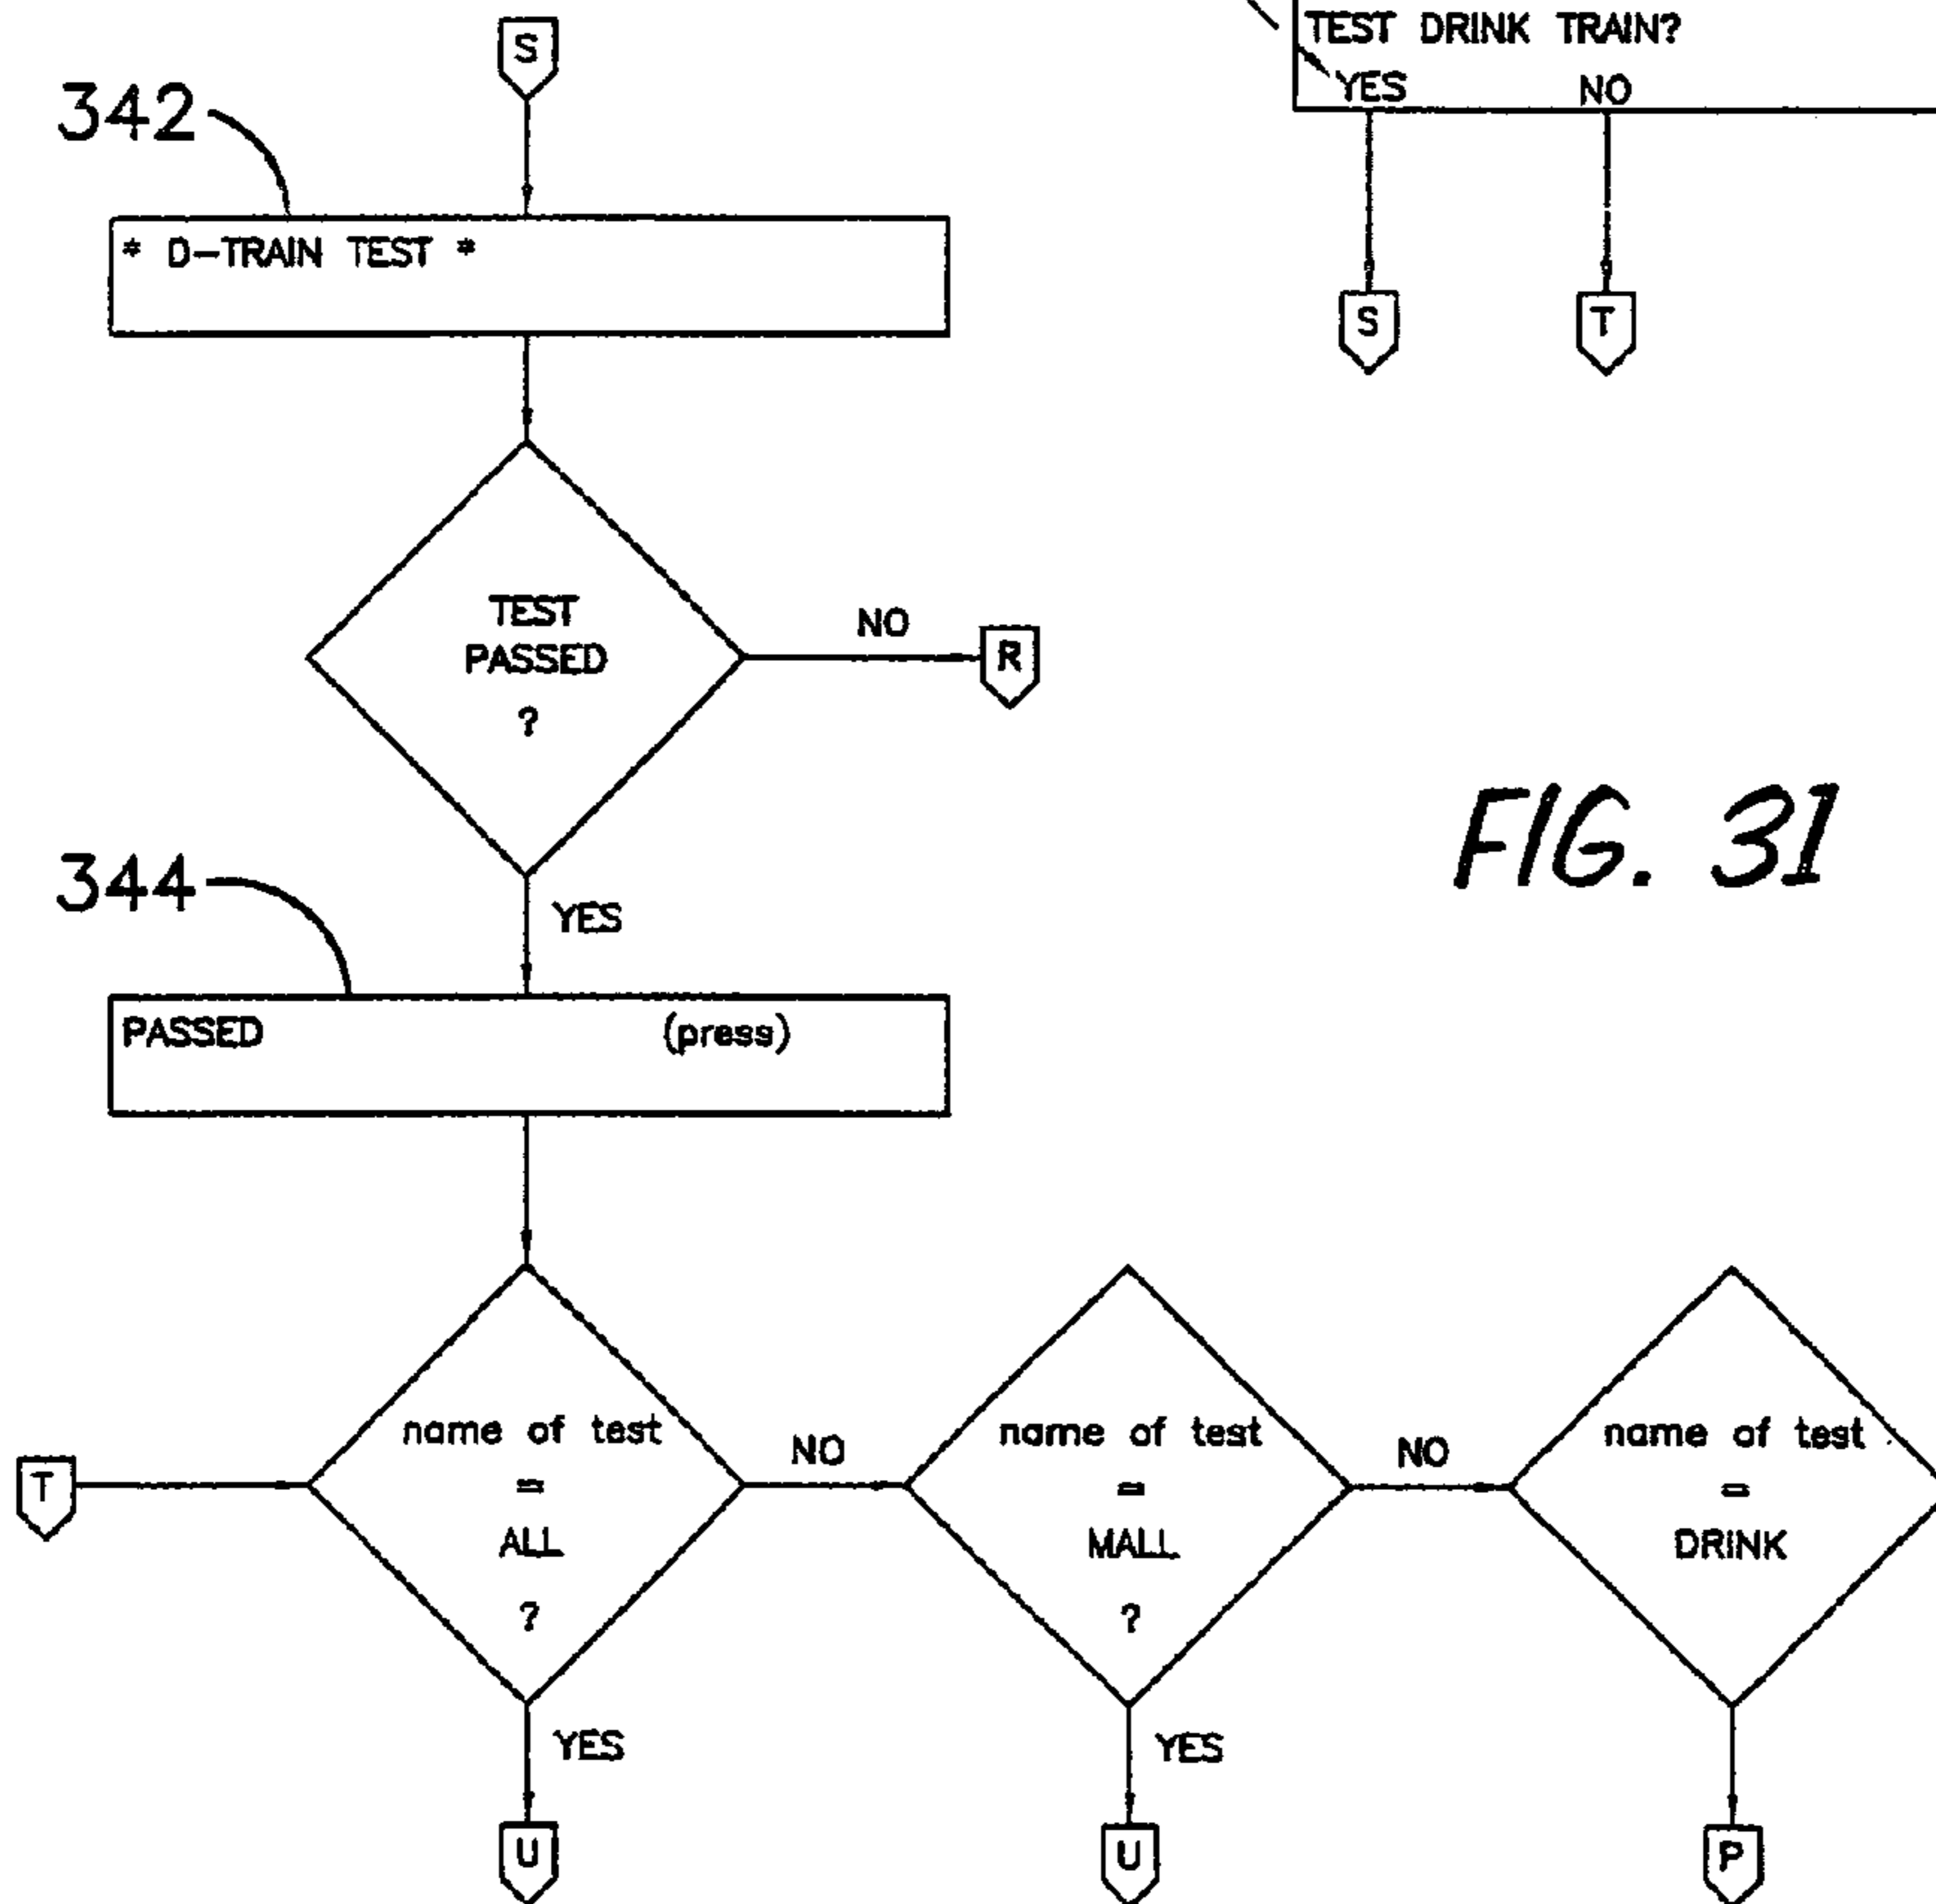 TEST DRINK TRAIN?
YES NO
S
342
* D-TRAIN TEST *
S T
TEST
PASSED
?
NO
R
FIG. 31
344
YES
PASSED (press)
T
name of test
=
ALL
?
NO
name of test
=
MALL
?
NO
name of test
=
DRINK
YES
YES
U
U
P